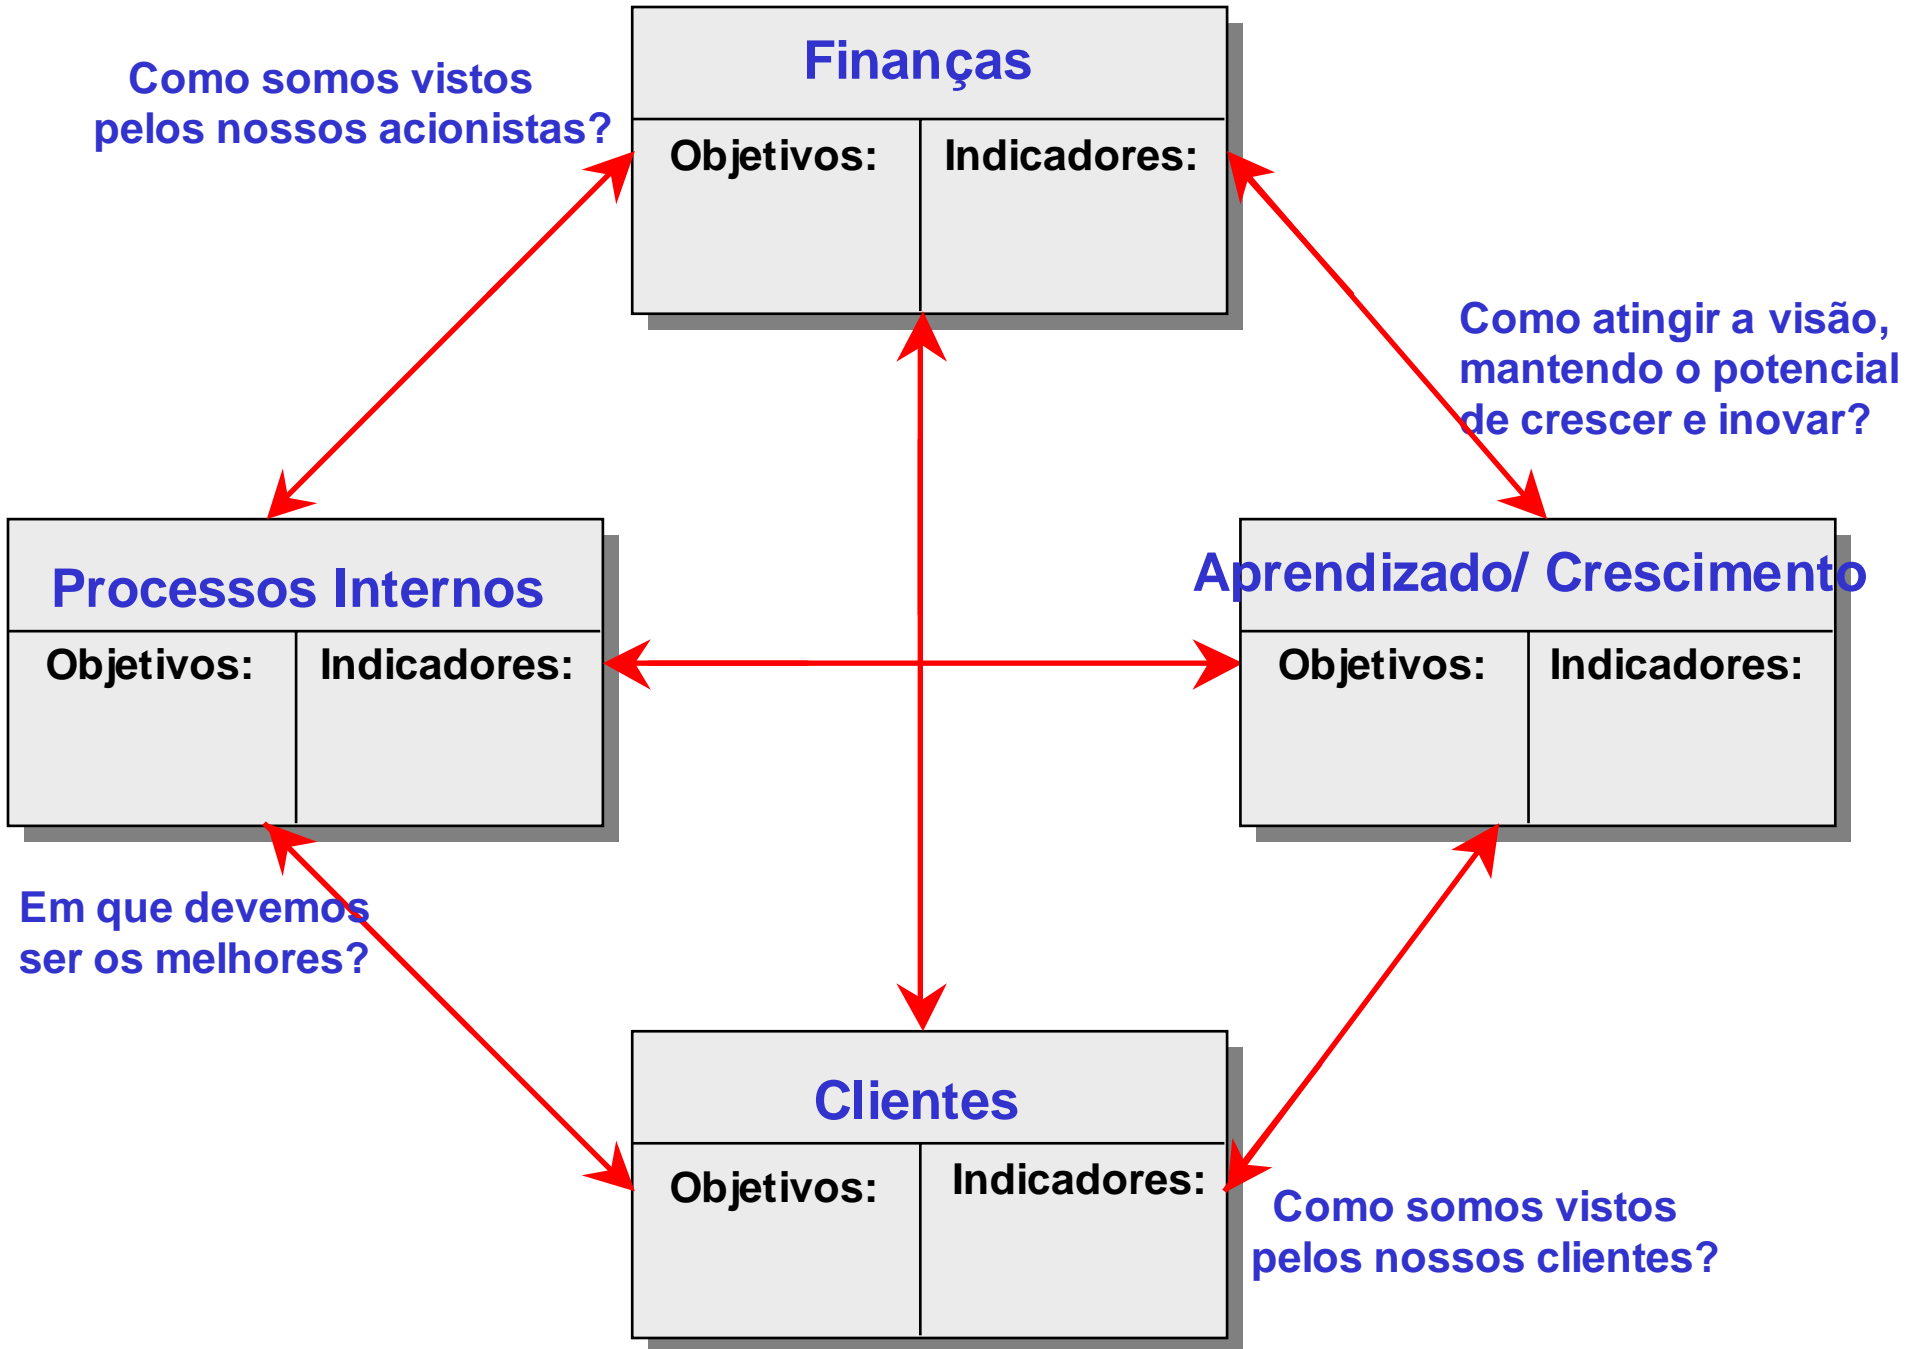 Finanças
Como somos vistos
pelos nossos acionistas?
Objetivos:
Indicadores:
Como atingir a visão,
mantendo o potencial
de crescer e inovar?
Processos Internos
Objetivos:
Indicadores:
Aprendizado/ Crescimento
Objetivos:
Indicadores:
Em que devemos
ser os melhores?
Clientes
Objetivos:
Indicadores:
Como somos vistos
pelos nossos clientes?